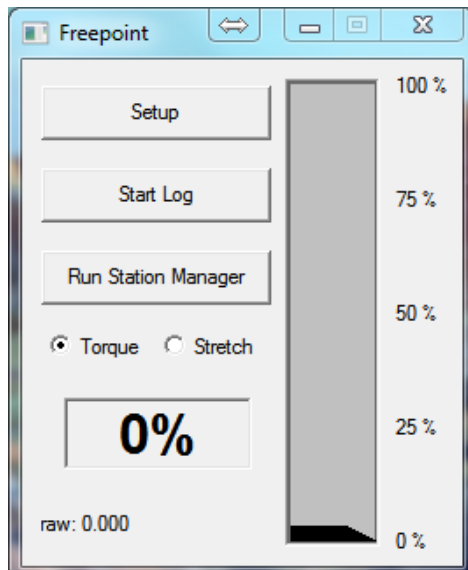 Freepoint
Setup
Start Log
Run Station Manager
Torque Stretch
0%
raw: 0.000
100 %
75 %
50 %
25 %
0 %